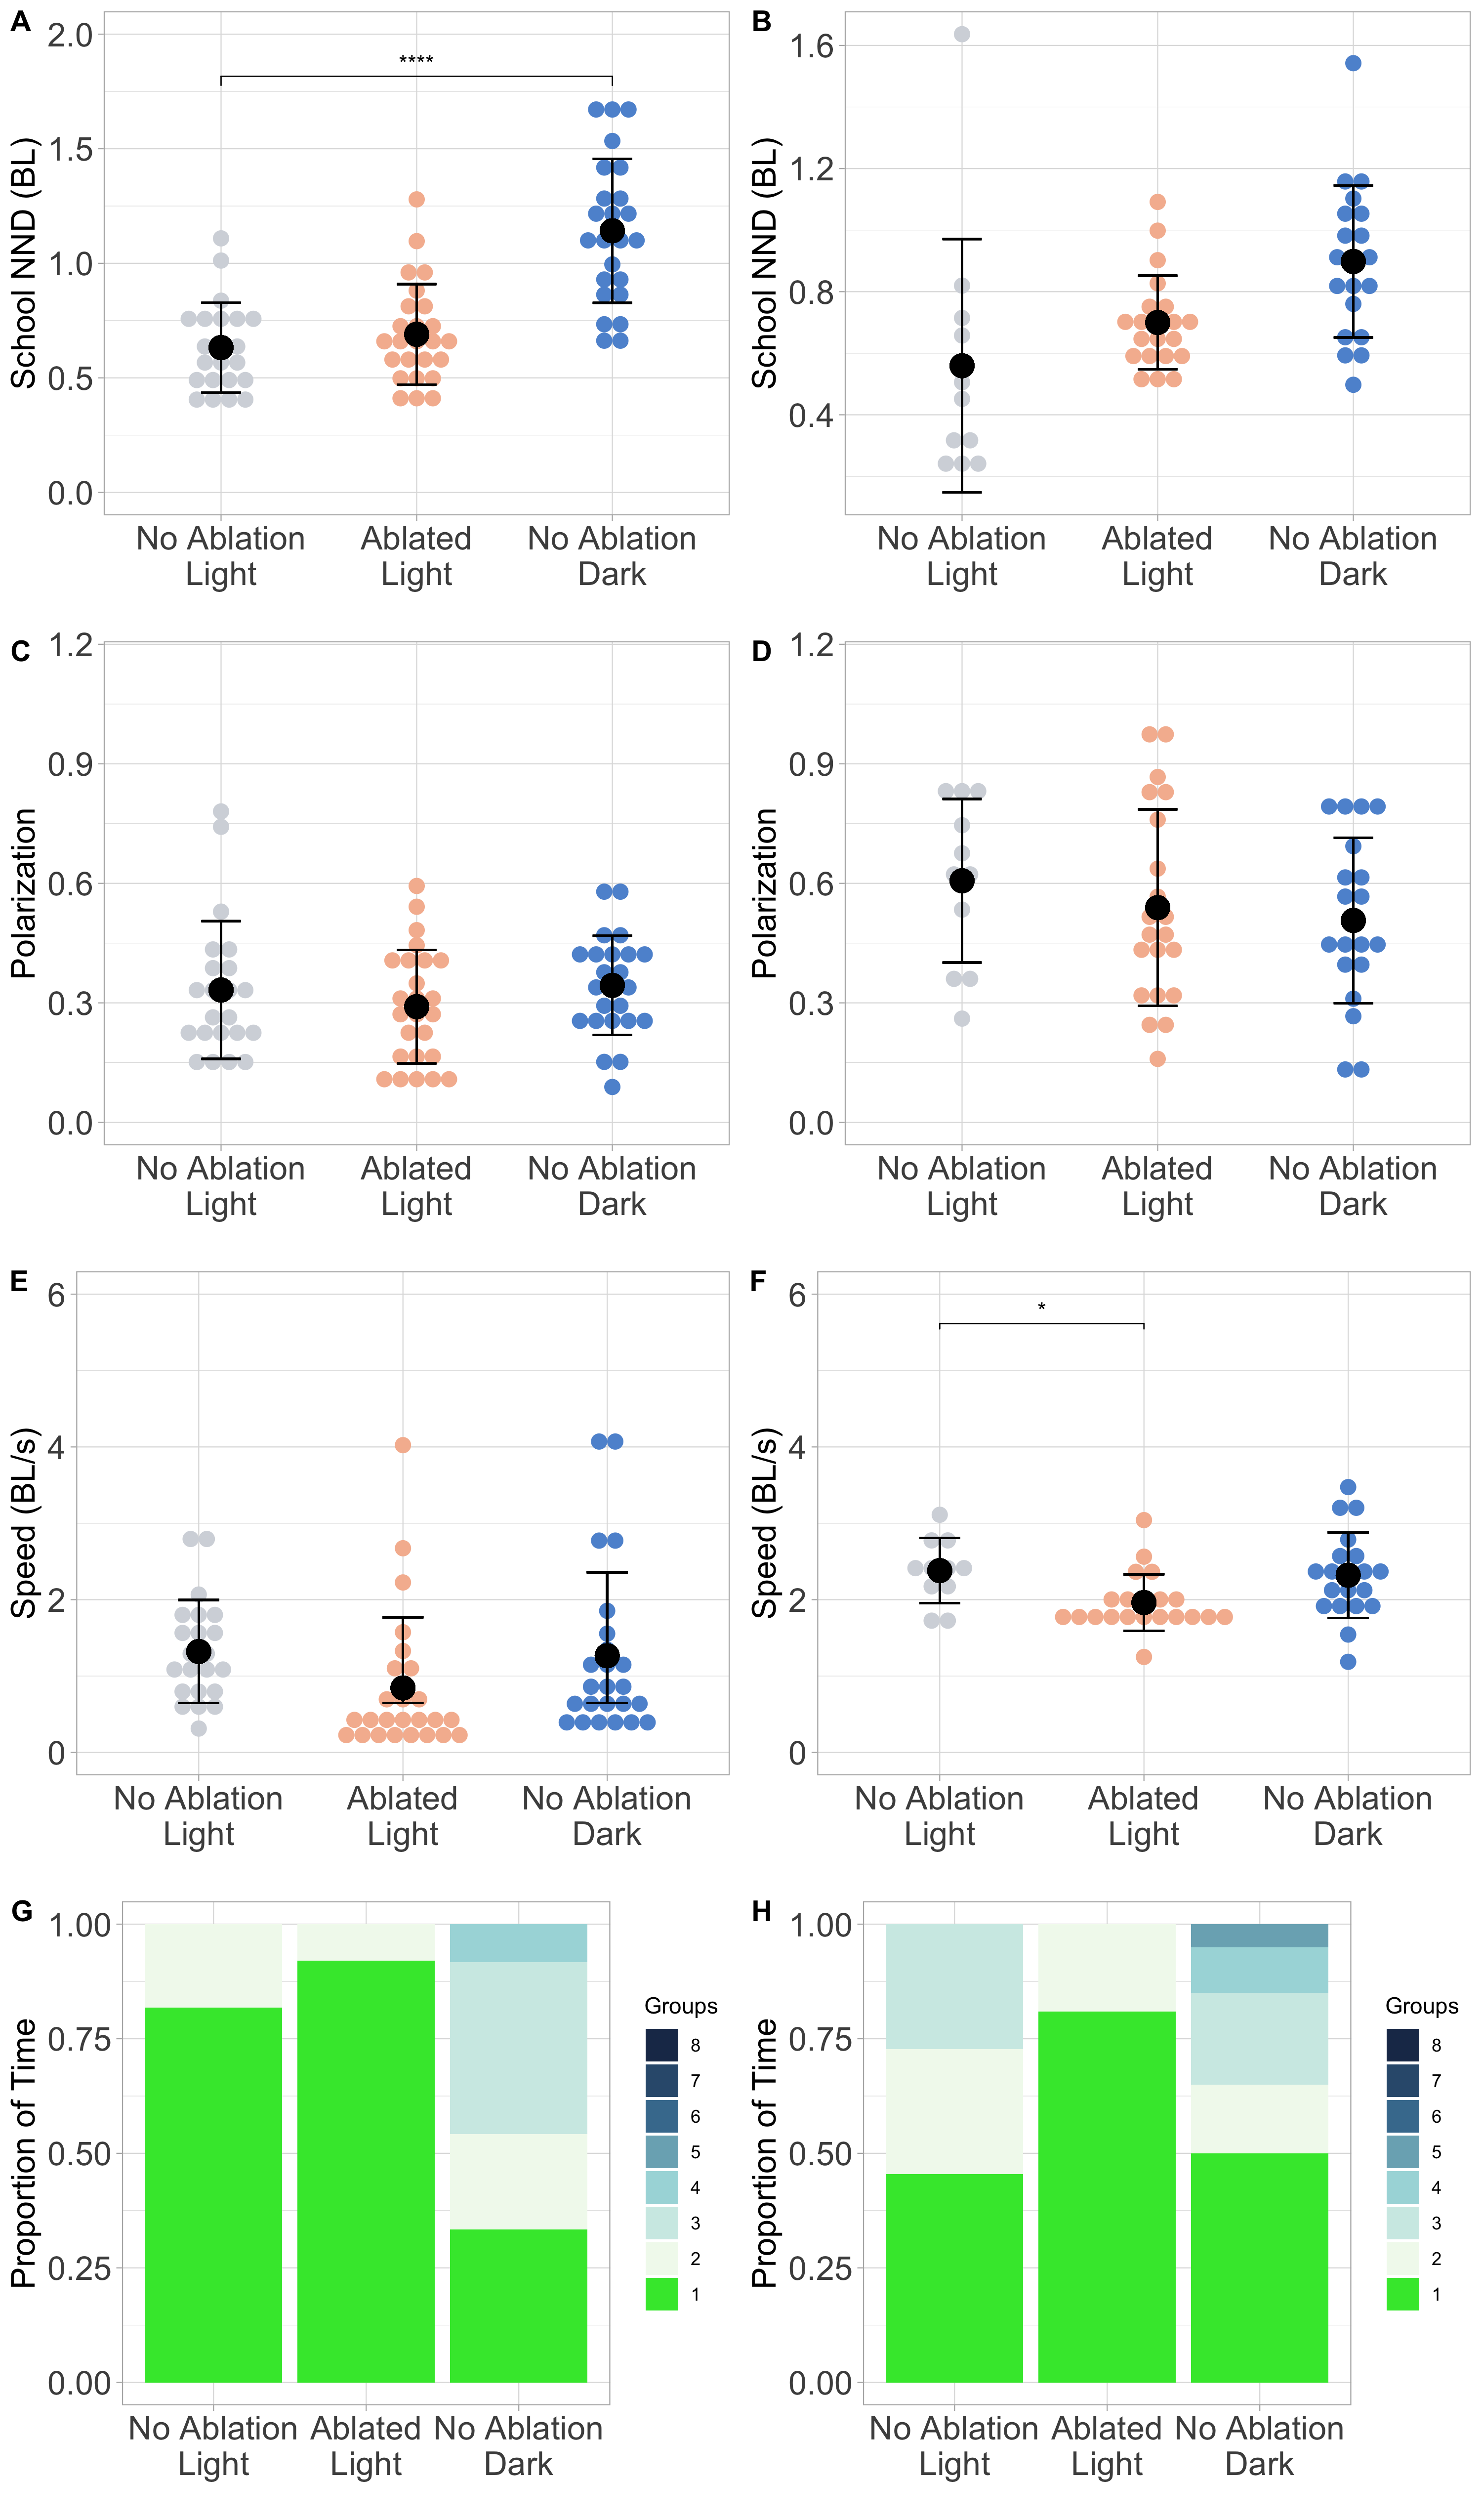 A
School NND (BL)
2.0
1.5
1.0
0.5
0.0
****
No Ablation
Light
Ablated
Light
No Ablation
Dark
B
School NND (BL)
1.6
1.2
0.8
0.4
No Ablation
Light
Ablated
Light
No Ablation
Dark
C
Polarization
1.2
0.9
0.6
0.3
0.0
No Ablation
Light
Ablated
Light
No Ablation
Dark
D
Polarization
1.2
0.9
0.6
0.3
0.0
No Ablation
Light
Ablated
Light
No Ablation
Dark
E
Speed (BL/s)
6
4
2
0
No Ablation
Light
Ablated
Light
No Ablation
Dark
F
Speed (BL/s)
6
4
2
0
*
No Ablation
Light
Ablated
Light
No Ablation
Dark
G
Proportion of Time
1.00
0.75
0.50
0.25
0.00
No Ablation
Light
Ablated
Light
No Ablation
Dark
Groups
8
7
6
5
4
3
2
1
H
Proportion of Time
1.00
0.75
0.50
0.25
0.00
No Ablation
Light
Ablated
Light
No Ablation
Dark
Groups
8
7
6
5
4
3
2
1